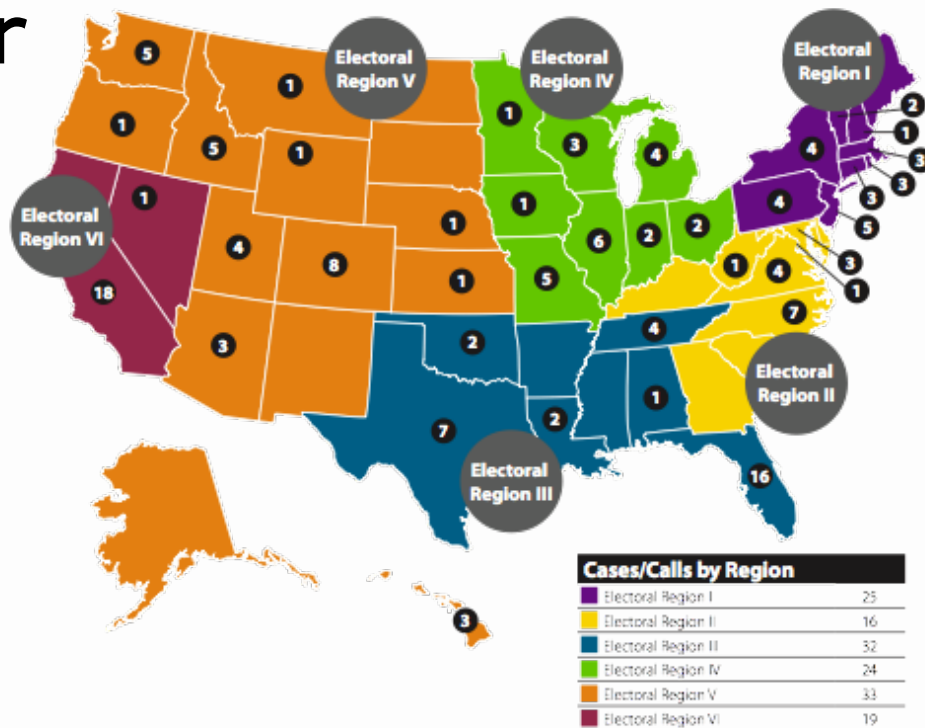 r
Electoral
Region V
Electoral
Region IV
Electoral
Region I
5
1
1
2
1
3
4
1
4
1
5
1
3
1
1
4
3
3
Electoral
Region VI
1
1
6
2
2
5
4
8
1
5
1
4
3
1
18
7
3
2
4
Electoral
Region II
2
1
7
Electoral
Region III
16
3
Cases/Calls by Region
Electoral Region I 25
Electoral Region II 16
Electoral Region III 32
Electoral Region IV 24
Electoral Region V 33
Electoral Region VI 19